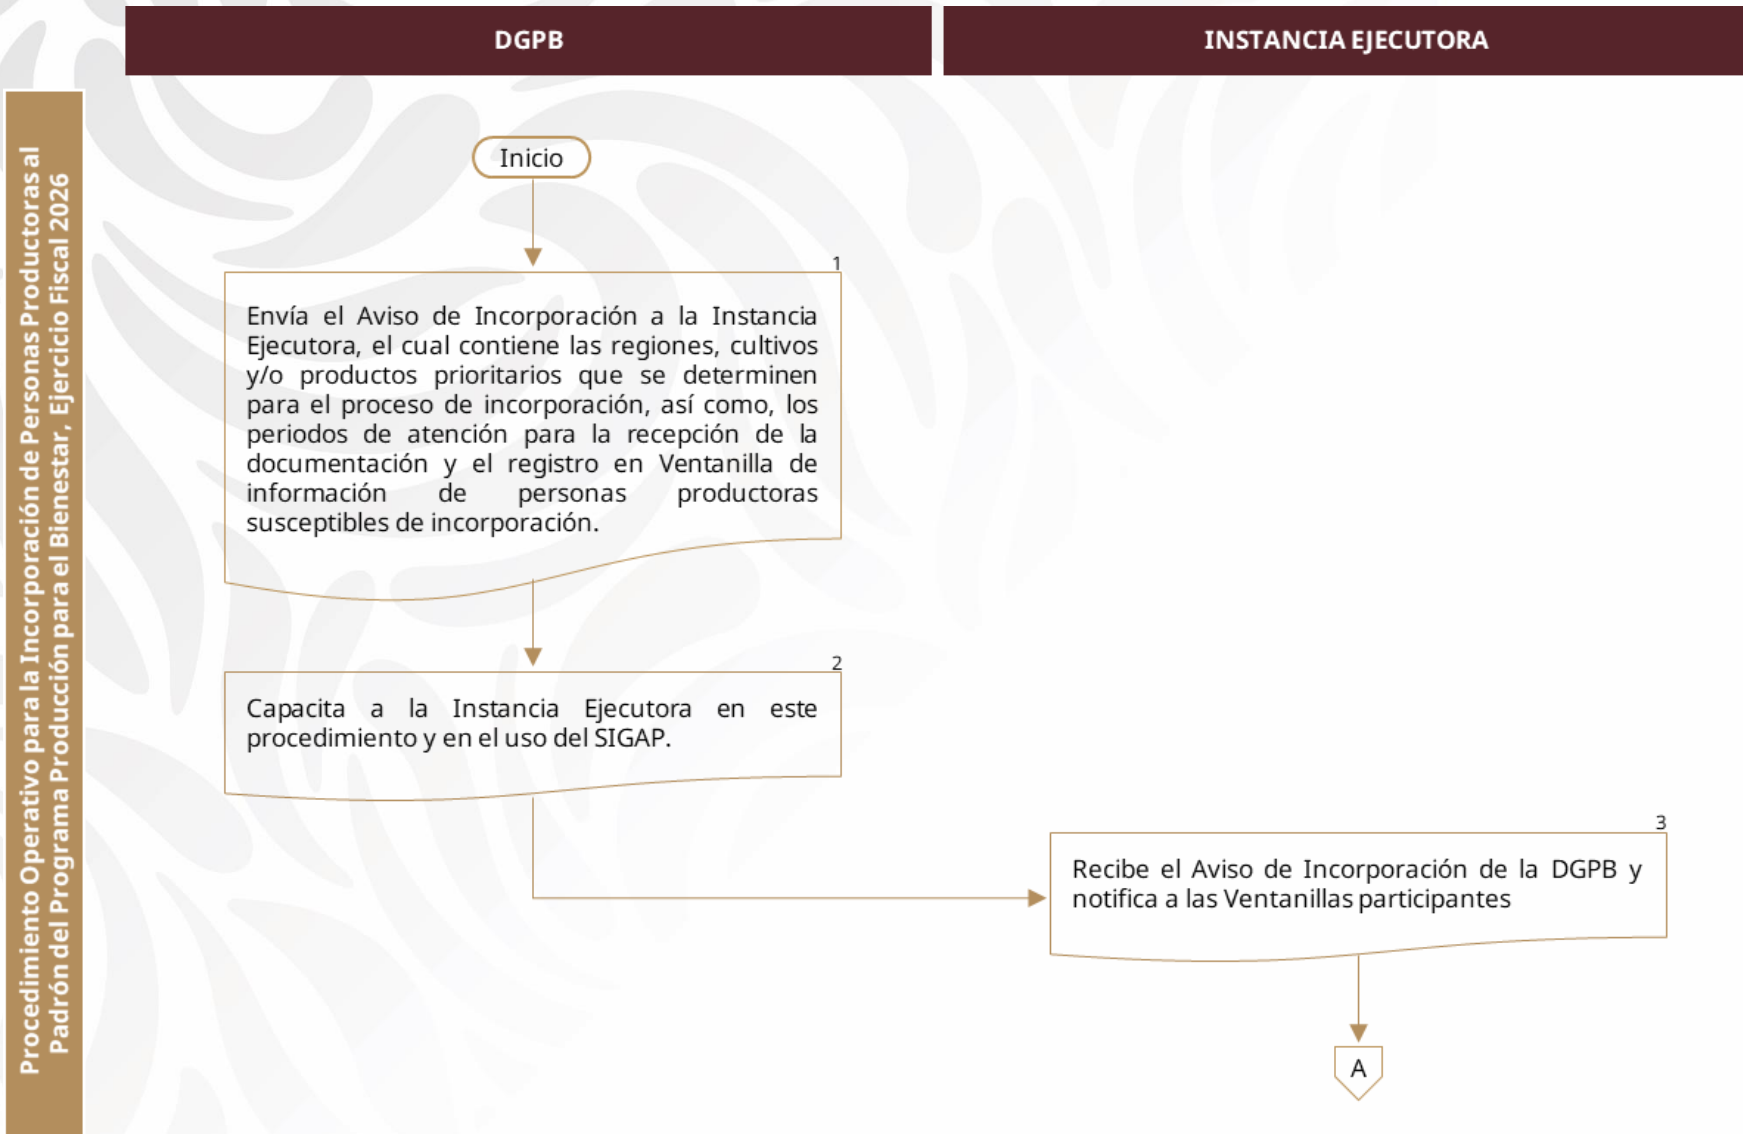 DGPB
INSTANCIA EJECUTORA
Procedimiento Operativo para la Incorporación de Personas Productoras al
Padrón del Programa Producción para el Bienestar, Ejercicio Fiscal 2026
Inicio
1
Envía el Aviso de Incorporación a la Instancia
Ejecutora, el cual contiene las regiones, cultivos
y/o productos prioritarios que se determinen
para el proceso de incorporación, así como, los
periodos de atención para la recepción de la
documentación y el registro en Ventanilla de
información de personas productoras
susceptibles de incorporación.
2
Capacita a la Instancia Ejecutora en este
procedimiento y en el uso del SIGAP.
3
Recibe el Aviso de Incorporación de la DGPB y
notifica a las Ventanillas participantes
A